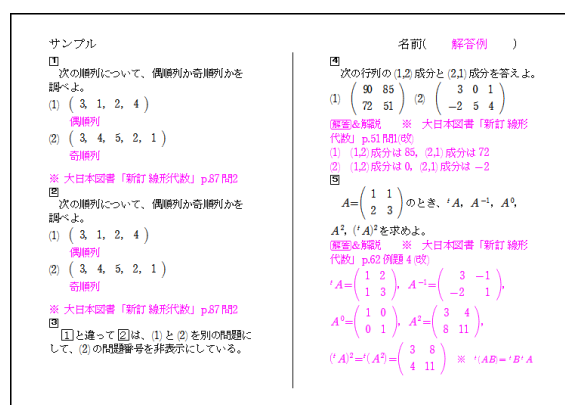 サンプル
名前( 解答例 )
1
次の順列について、偶順列か奇順列かを
調べよ。
(1) ( 3, 1, 2, 4 )
偶順列
(2) ( 3, 4, 5, 2, 1 )
奇順列
※ 大日本図書「新訂 線形代数」p.87 問2
2
次の順列について、偶順列か奇順列かを
調べよ。
(1) ( 3, 1, 2, 4 )
偶順列
(2) ( 3, 4, 5, 2, 1 )
奇順列
※ 大日本図書「新訂 線形代数」p.87 問2
3
1 と違って 2 は、(1) と (2) を別の問題に
して、(2) の問題番号を非表示にしている。
4
次の行列の (1,2) 成分と (2,1) 成分を答えよ。
(1) ( 90 85 ) (2) ( 3 0 1 )
( 72 51 ) ( −2 5 4 )
解答&解説 ※ 大日本図書「新訂 線形
代数」p.51 問1(改)
(1) (1,2)成分は 85, (2,1)成分は 72
(2) (1,2)成分は 0, (2,1)成分は −2
5
A=( 1 1 ) のとき、ᵗA, A⁻¹, A⁰,
( 2 3 )
A², (ᵗA)² を求めよ。
解答&解説 ※ 大日本図書「新訂 線形
代数」p.62 例題 4 (改)
ᵗA=( 1 2 ), A⁻¹=( 3 −1 ),
( 1 3 ) ( −2 1 )
A⁰=( 1 0 ), A²=( 3 4 ),
( 0 1 ) ( 8 11 )
(ᵗA)²=ᵗ(A²)=( 3 8 ) ※ ᵗ(AB)=ᵗBᵗA
( 4 11 )